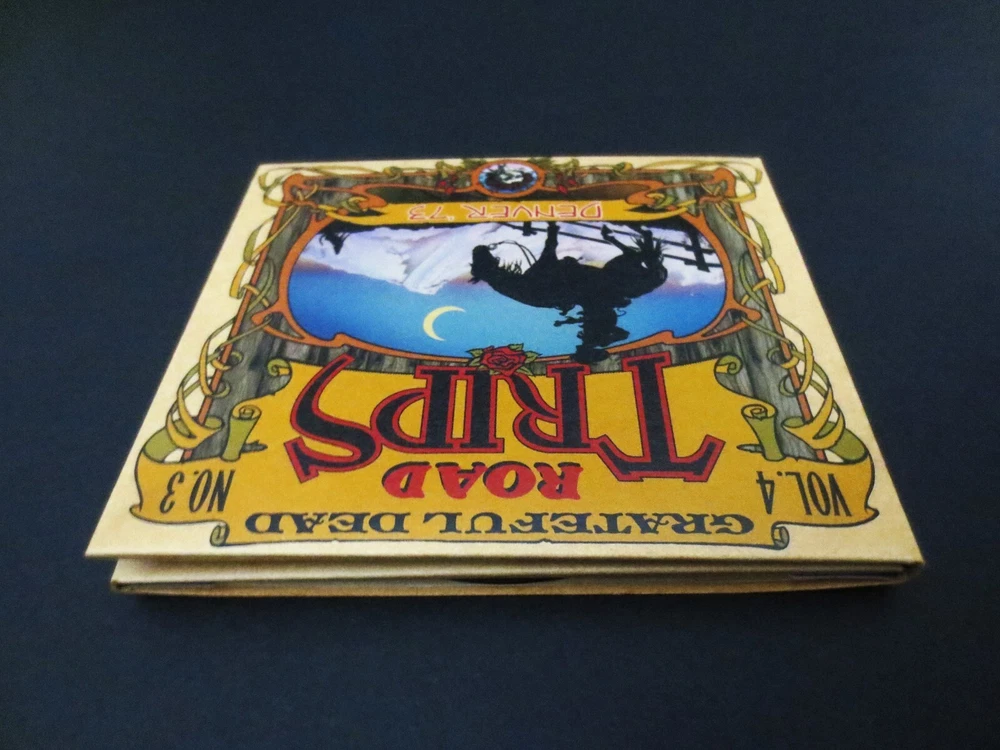 GRATEFUL DEAD
ROAD
TRIPS
VOL.4
NO.3
DENVER '73